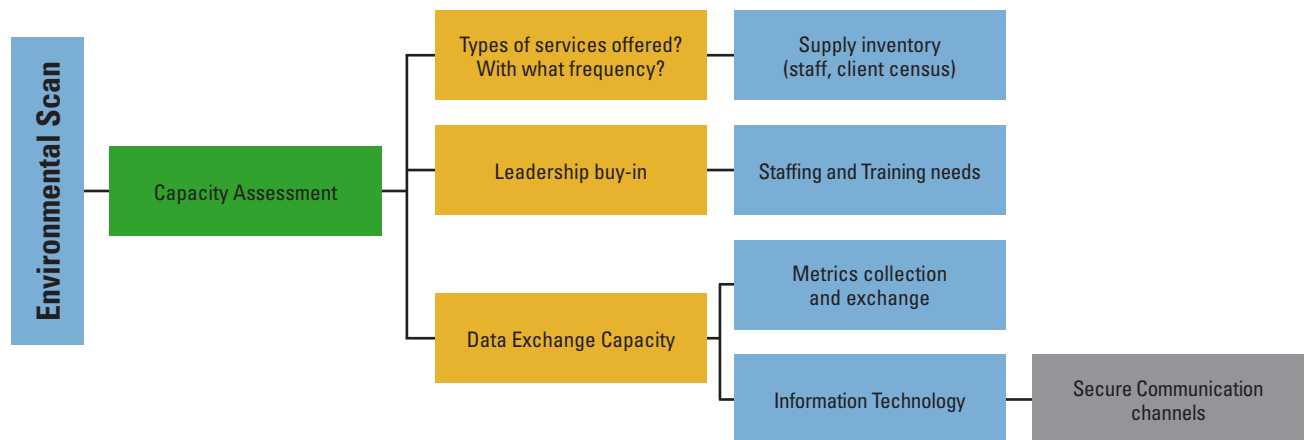 Environmental Scan
Capacity Assessment
Types of services offered?
With what frequency?
Supply inventory
(staff, client census)
Leadership buy-in
Staffing and Training needs
Data Exchange Capacity
Metrics collection
and exchange
Information Technology
Secure Communication
channels